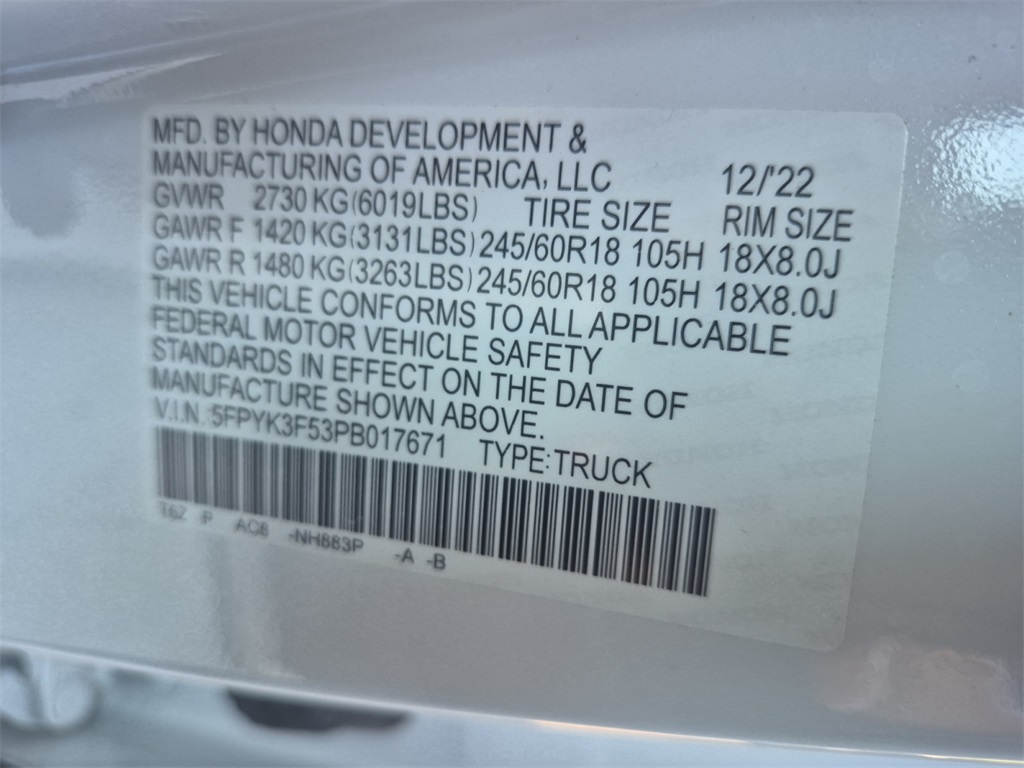 MFD. BY HONDA DEVELOPMENT &
MANUFACTURING OF AMERICA, LLC 12/'22
GVWR 2730 KG(6019LBS) TIRE SIZE RIM SIZE
GAWR F 1420 KG(3131LBS) 245/60R18 105H 18X8.0J
GAWR R 1480 KG(3263LBS) 245/60R18 105H 18X8.0J
THIS VEHICLE CONFORMS TO ALL APPLICABLE
FEDERAL MOTOR VEHICLE SAFETY
STANDARDS IN EFFECT ON THE DATE OF
MANUFACTURE SHOWN ABOVE.
V.I.N.:5FPYK3F53PB017671 TYPE:TRUCK
T6Z P AC8 -NH883P -A -B